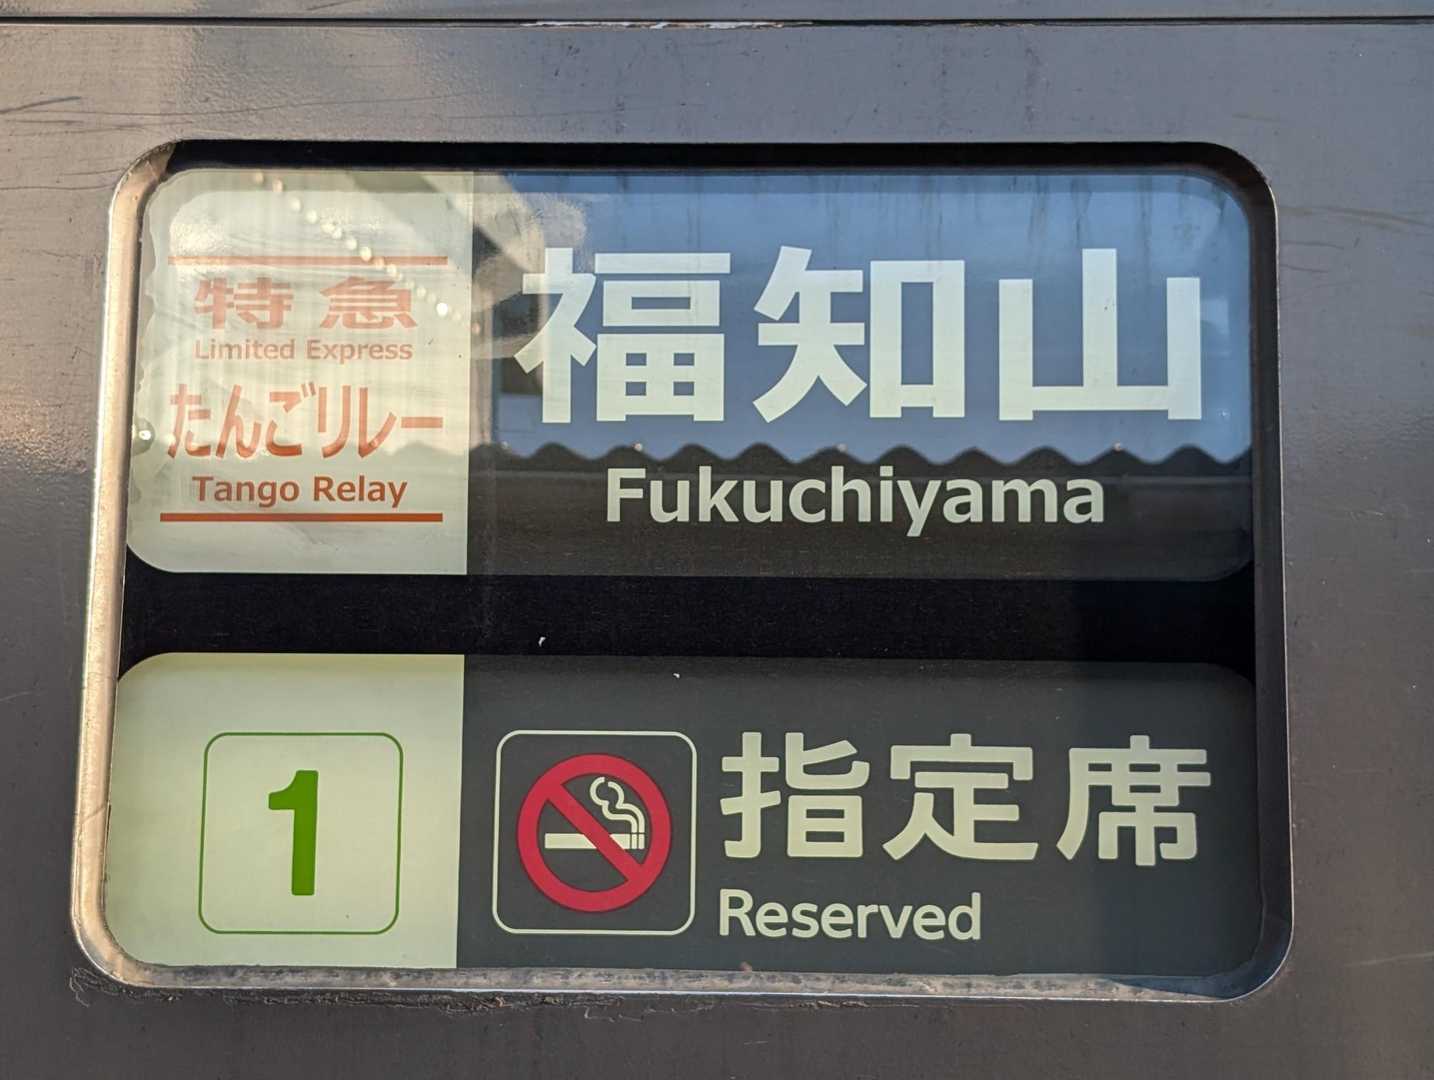 特急
Limited Express
たんごリレー
Tango Relay
福知山
Fukuchiyama
1
指定席
Reserved